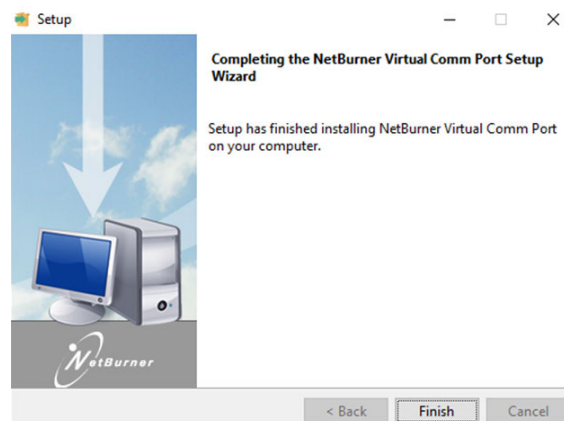 Setup
Completing the NetBurner Virtual Comm Port Setup
Wizard
Setup has finished installing NetBurner Virtual Comm Port
on your computer.
NetBurner
< Back
Finish
Cancel